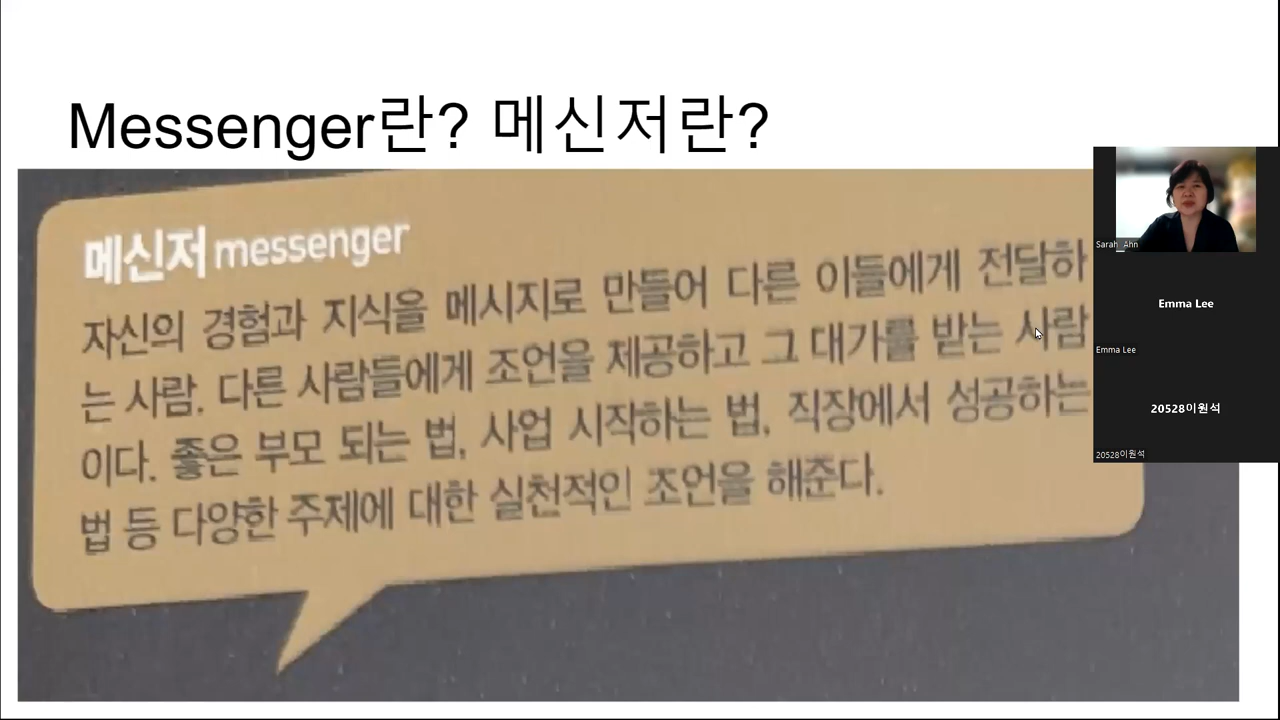 Messenger란? 메신저란?
메신저 messenger
자신의 경험과 지식을 메시지로 만들어 다른 이들에게 전달하
는 사람. 다른 사람들에게 조언을 제공하고 그 대가를 받는 사람
이다. 좋은 부모 되는 법, 사업 시작하는 법, 직장에서 성공하는
법 등 다양한 주제에 대한 실천적인 조언을 해준다.
Sarah_Ahn
Emma Lee
Emma Lee
20528이원석
20528이원석